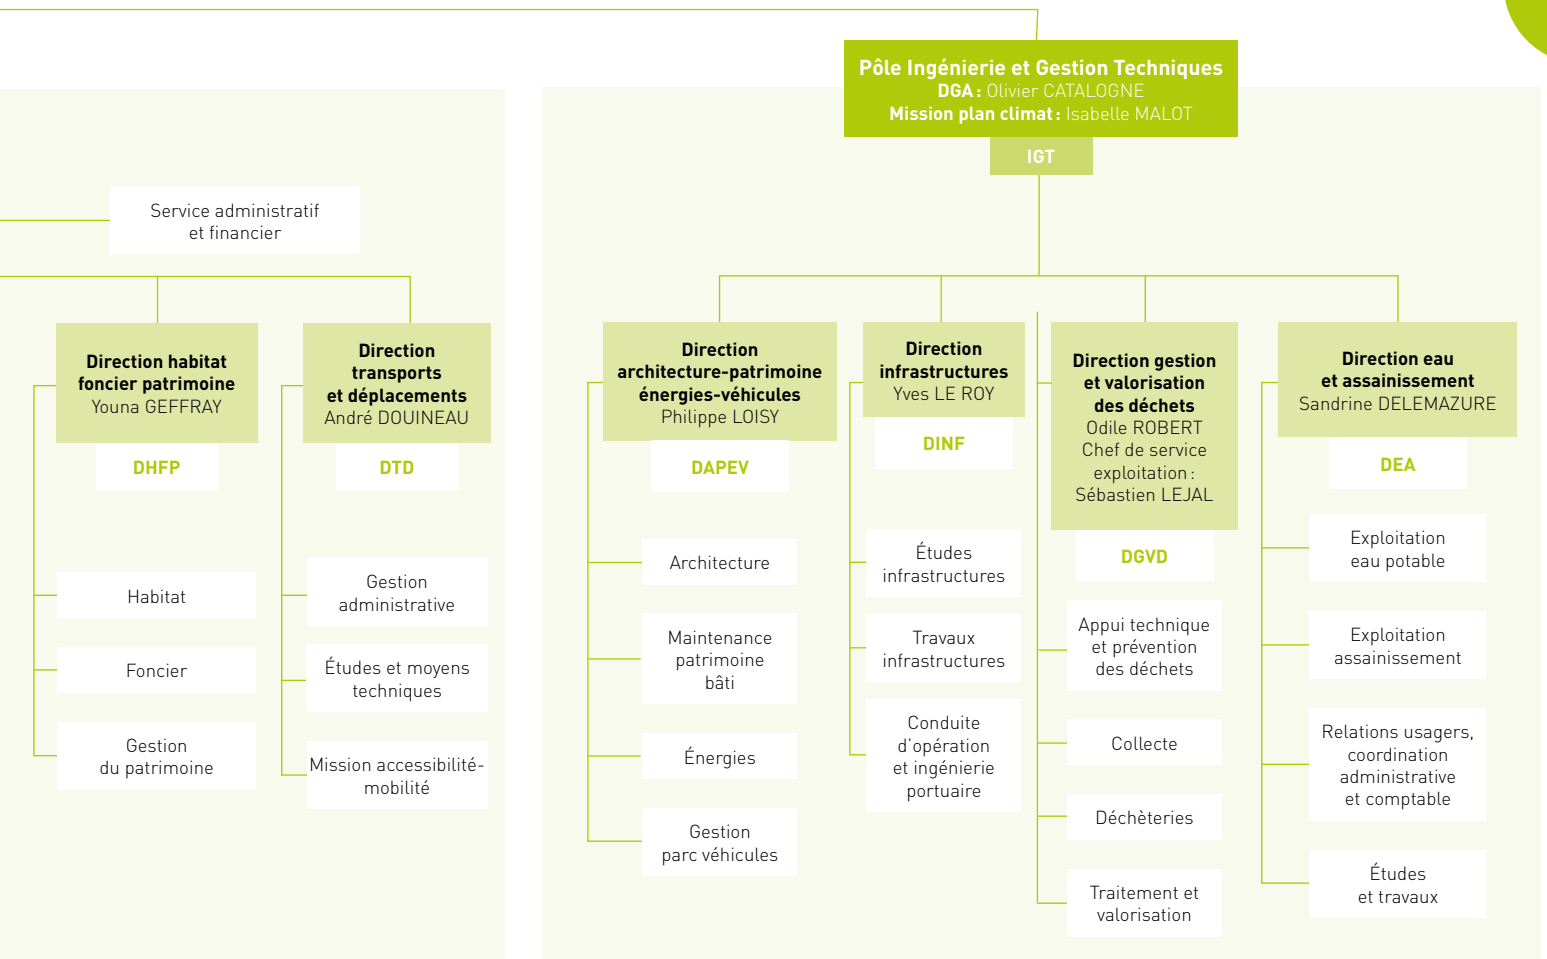 Pôle Ingénierie et Gestion Techniques
DGA : Olivier CATALOGNE
Mission plan climat : Isabelle MALOT
IGT
Service administratif
et financier
Direction habitat
foncier patrimoine
Youna GEFFRAY
DHFP
Habitat
Foncier
Gestion
du patrimoine
Direction
transports
et déplacements
André DOUINEAU
DTD
Gestion
administrative
Études et moyens
techniques
Mission accessibilité-
mobilité
Direction
architecture-patrimoine
énergies-véhicules
Philippe LOISY
DAPEV
Architecture
Maintenance
patrimoine
bâti
Énergies
Gestion
parc véhicules
Direction
infrastructures
Yves LE ROY
DINF
Études
infrastructures
Travaux
infrastructures
Conduite
d'opération
et ingénierie
portuaire
Direction gestion
et valorisation
des déchets
Odile ROBERT
Chef de service
exploitation :
Sébastien LEJAL
DGVD
Appui technique
et prévention
des déchets
Collecte
Déchèteries
Traitement et
valorisation
Direction eau
et assainissement
Sandrine DELEMAZURE
DEA
Exploitation
eau potable
Exploitation
assainissement
Relations usagers,
coordination
administrative
et comptable
Études
et travaux